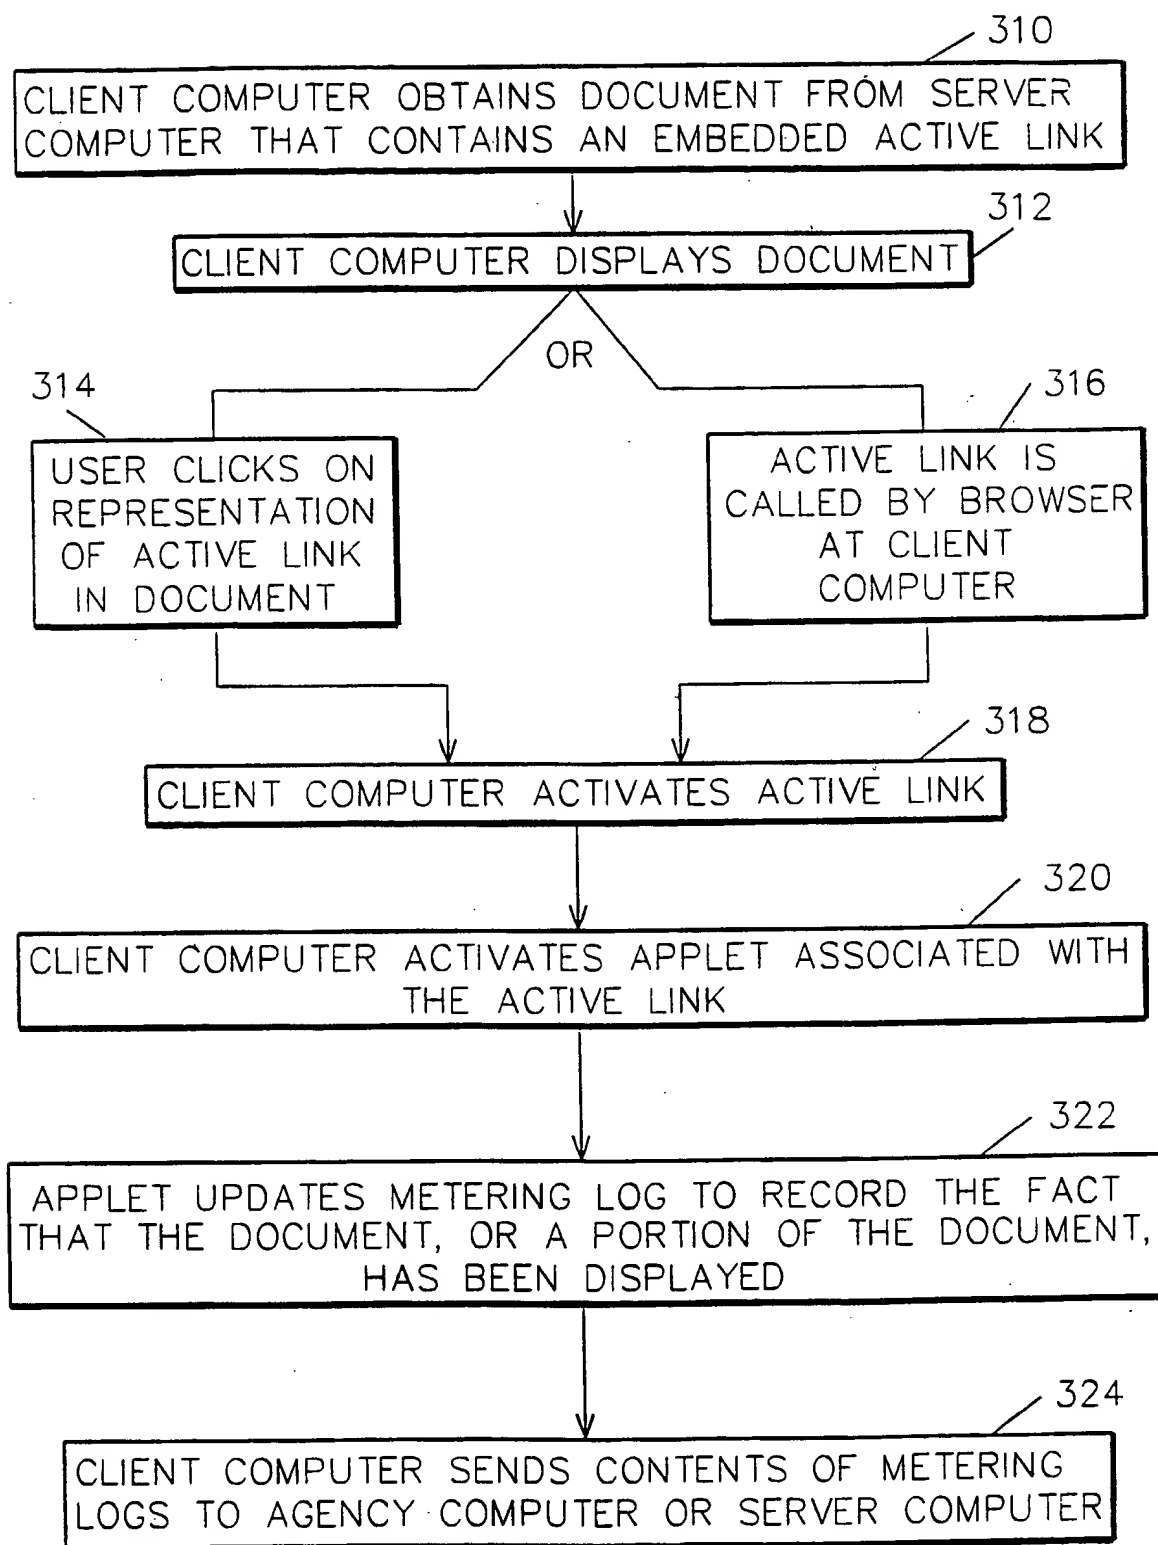 310
CLIENT COMPUTER OBTAINS DOCUMENT FROM SERVER
COMPUTER THAT CONTAINS AN EMBEDDED ACTIVE LINK
312
CLIENT COMPUTER DISPLAYS DOCUMENT
OR
314
USER CLICKS ON
REPRESENTATION
OF ACTIVE LINK
IN DOCUMENT
316
ACTIVE LINK IS
CALLED BY BROWSER
AT CLIENT
COMPUTER
318
CLIENT COMPUTER ACTIVATES ACTIVE LINK
320
CLIENT COMPUTER ACTIVATES APPLET ASSOCIATED WITH
THE ACTIVE LINK
322
APPLET UPDATES METERING LOG TO RECORD THE FACT
THAT THE DOCUMENT, OR A PORTION OF THE DOCUMENT,
HAS BEEN DISPLAYED
324
CLIENT COMPUTER SENDS CONTENTS OF METERING
LOGS TO AGENCY COMPUTER OR SERVER COMPUTER